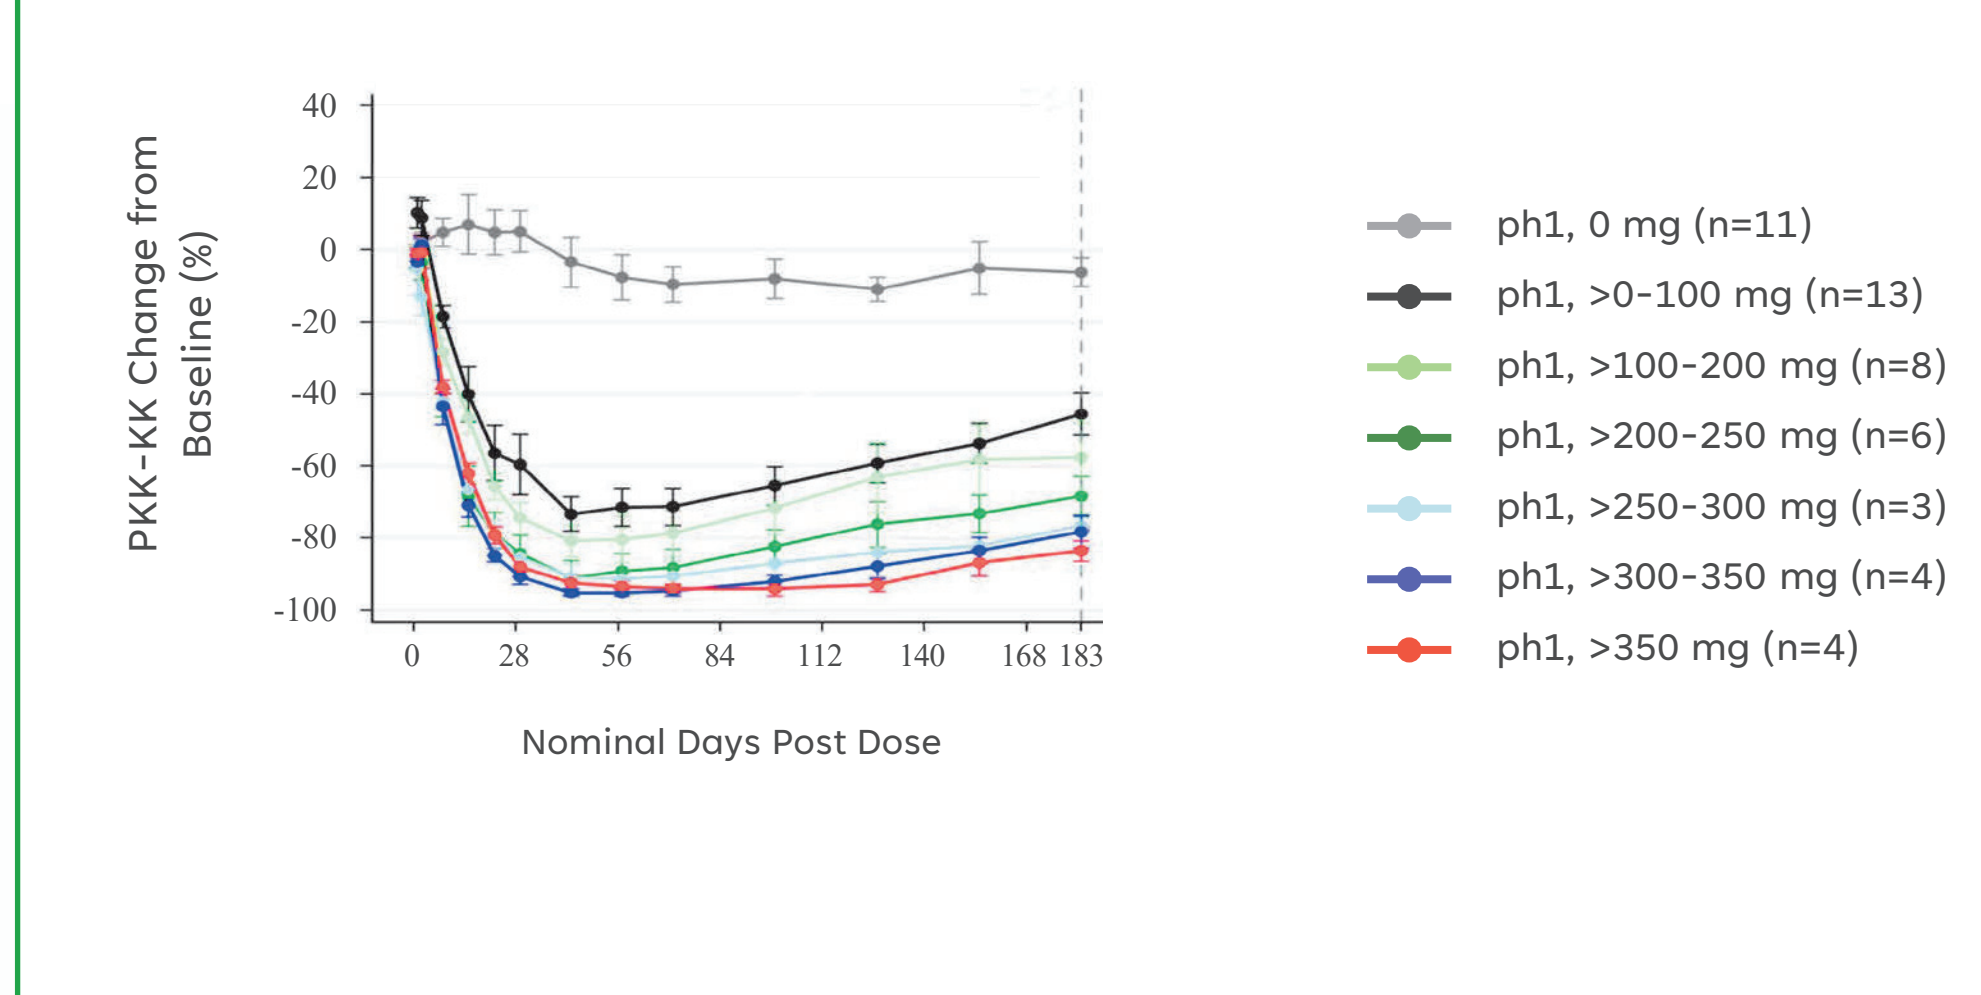 PKK-KK Change from
Baseline (%)
40
20
0
-20
-40
-60
-80
-100
0 28 56 84 112 140 168 183
Nominal Days Post Dose
ph1, 0 mg (n=11)
ph1, >0-100 mg (n=13)
ph1, >100-200 mg (n=8)
ph1, >200-250 mg (n=6)
ph1, >250-300 mg (n=3)
ph1, >300-350 mg (n=4)
ph1, >350 mg (n=4)